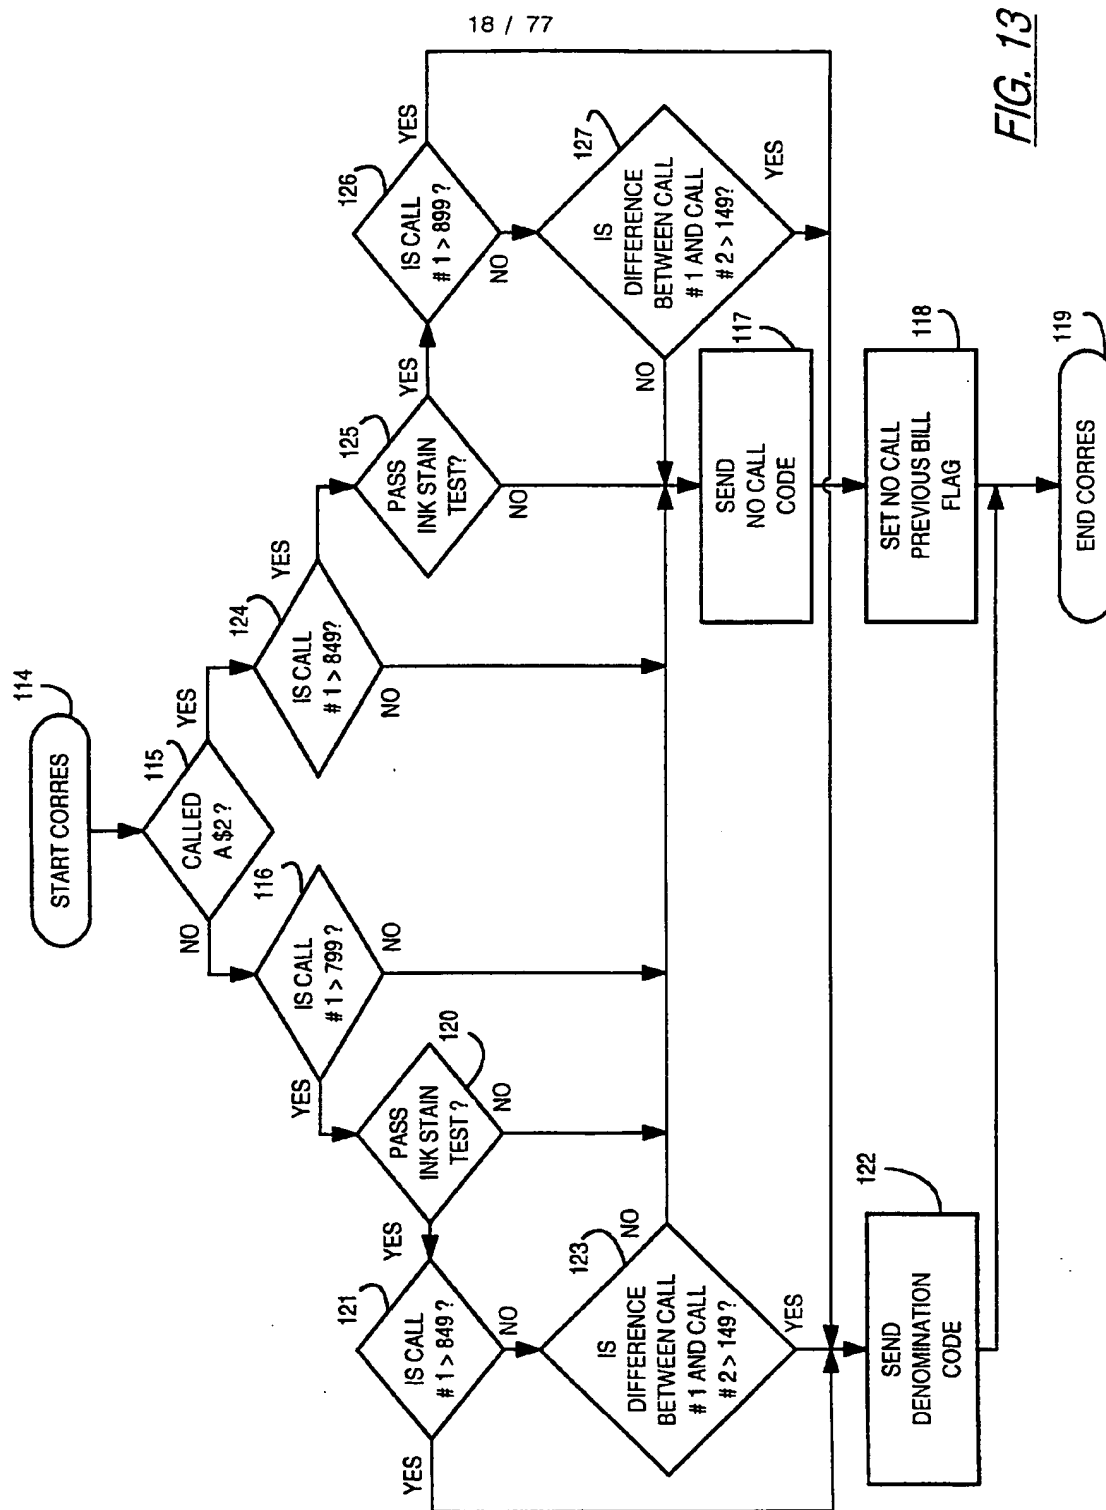 18 / 77
START CORRES
114
CALLED
A $2 ?
115
NO
YES
IS CALL
# 1 > 799 ?
116
YES
NO
IS CALL
# 1 > 849?
124
YES
NO
PASS
INK STAIN
TEST ?
120
YES
NO
PASS
INK STAIN
TEST?
125
YES
NO
IS CALL
# 1 > 849 ?
121
YES
NO
IS CALL
# 1 > 899 ?
126
YES
NO
IS
DIFFERENCE
BETWEEN CALL
# 1 AND CALL
# 2 > 149?
123
NO
YES
IS
DIFFERENCE
BETWEEN CALL
# 1 AND CALL
# 2 > 149?
127
NO
YES
SEND
NO CALL
CODE
117
SEND
DENOMINATION
CODE
122
SET NO CALL
PREVIOUS BILL
FLAG
118
END CORRES
119
FIG. 13